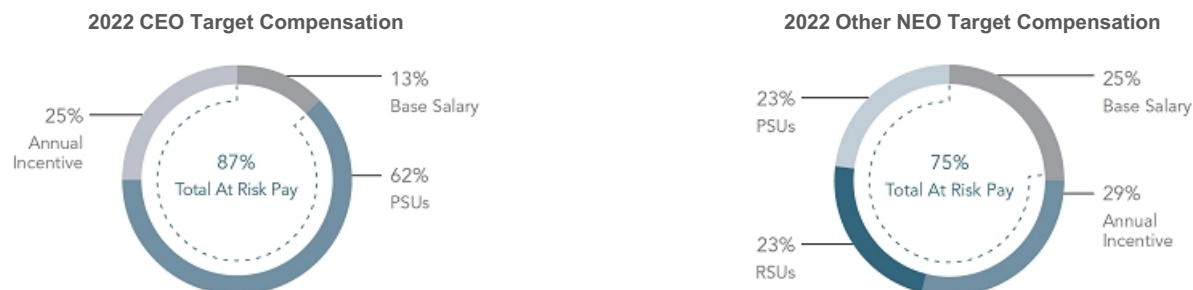 2022 CEO Target Compensation
13%
Base Salary
25%
Annual
Incentive
87%
Total At Risk Pay
62%
PSUs
2022 Other NEO Target Compensation
25%
Base Salary
23%
PSUs
75%
Total At Risk Pay
29%
Annual
Incentive
23%
RSUs